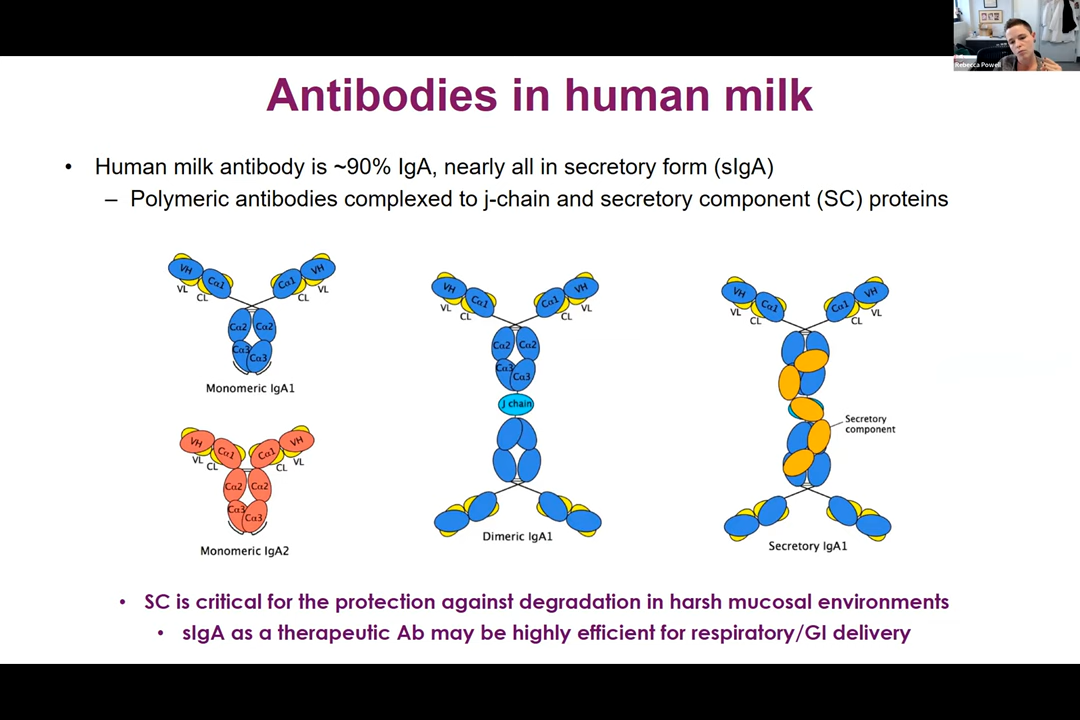 Rebecca Powell
Antibodies in human milk
• Human milk antibody is ~90% IgA, nearly all in secretory form (sIgA)
– Polymeric antibodies complexed to j-chain and secretory component (SC) proteins
VH Cα1 Cα1 VH
VL CL CL VL
Cα2 Cα2
Cα3 Cα3
Monomeric IgA1
VH Cα1 Cα1 VH
VL CL CL VL
Cα2 Cα2
Cα3 Cα3
Monomeric IgA2
VH Cα1 Cα1 VH
VL CL CL VL
Cα2 Cα2
Cα3 Cα3
J chain
Dimeric IgA1
VH Cα1 Cα1 VH
VL CL CL VL
Secretory
component
Secretory IgA1
• SC is critical for the protection against degradation in harsh mucosal environments
• sIgA as a therapeutic Ab may be highly efficient for respiratory/GI delivery